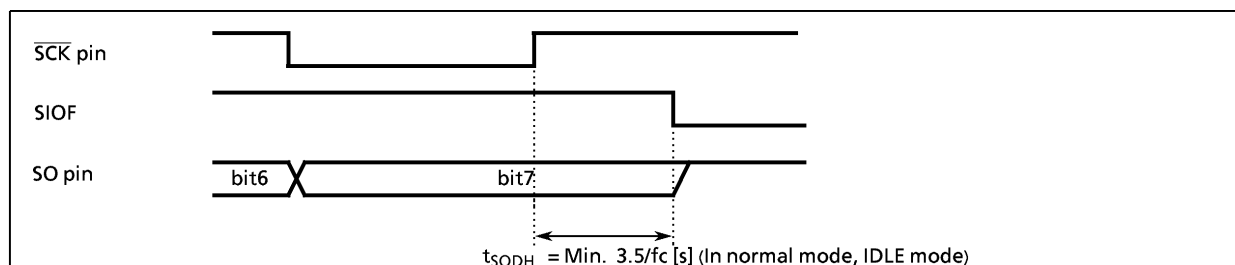 SCK pin
SIOF
SO pin
bit6
bit7
tSODH = Min. 3.5/fc [s] (In normal mode, IDLE mode)